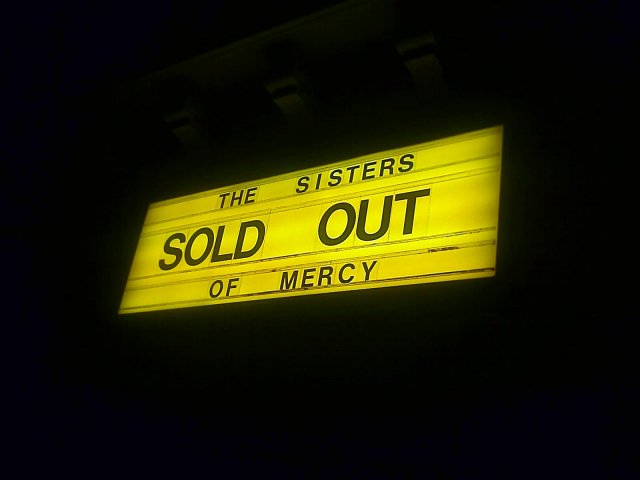 THE SISTERS
SOLD OUT
OF MERCY